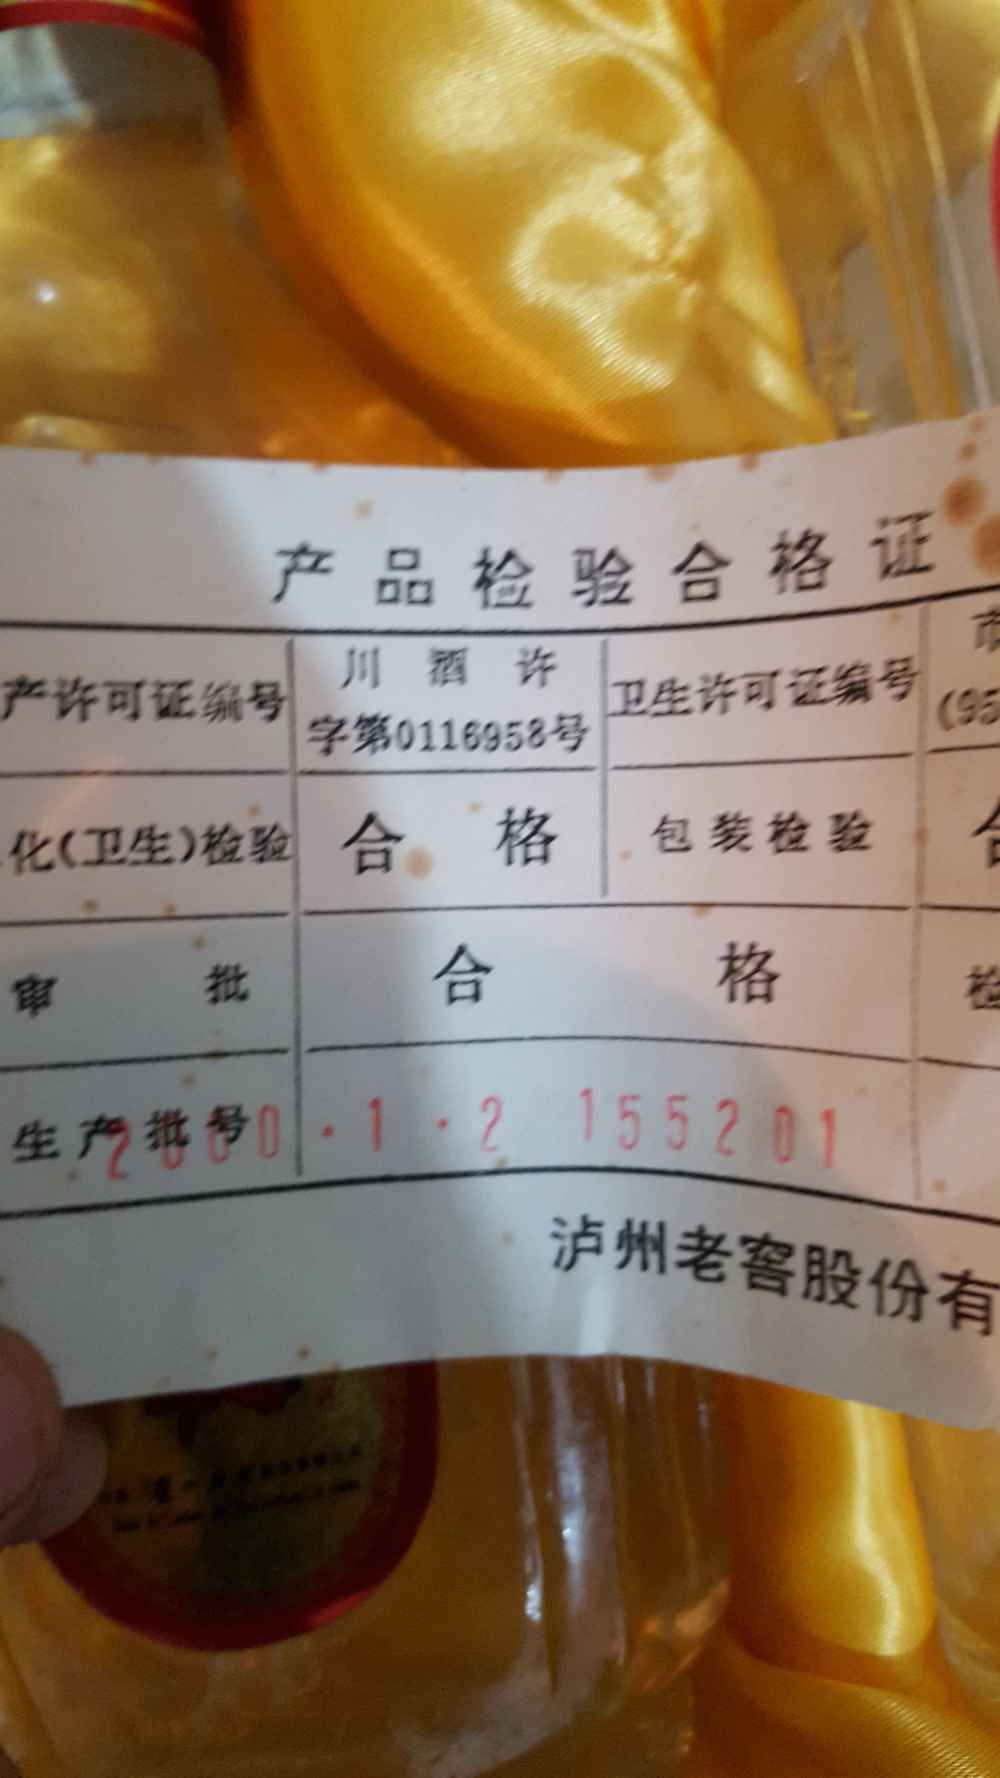 产品检验合格证
产许可证编号
川酒许
字第0116958号
卫生许可证编号
(95
化(卫生)检验
合格
包装检验
审批
合格
检
生产批号
2000·1·2 155201
泸州老窖股份有